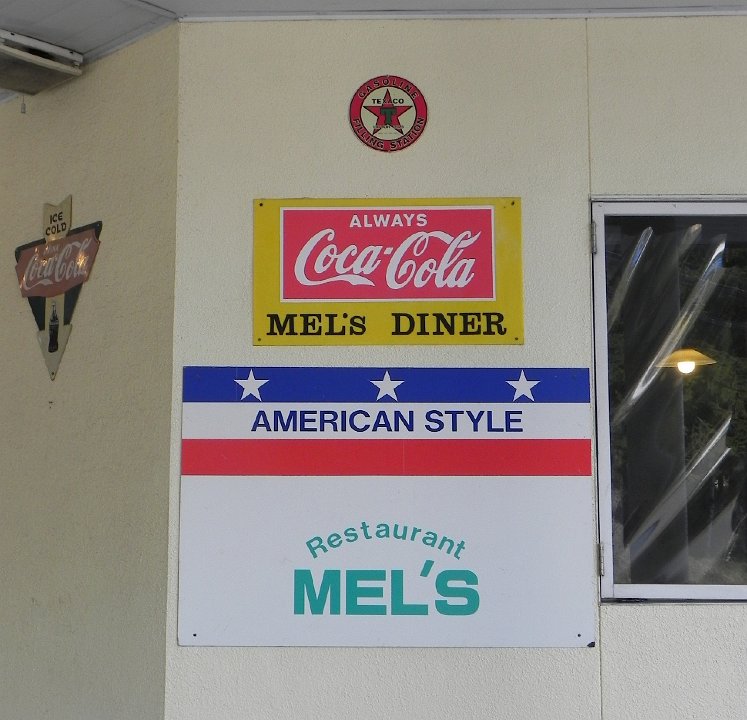 GASOLINE
TEXACO
T
FILLING STATION
ICE
COLD
Coca-Cola
ALWAYS
Coca-Cola
MEL'S DINER
AMERICAN STYLE
Restaurant
MEL'S